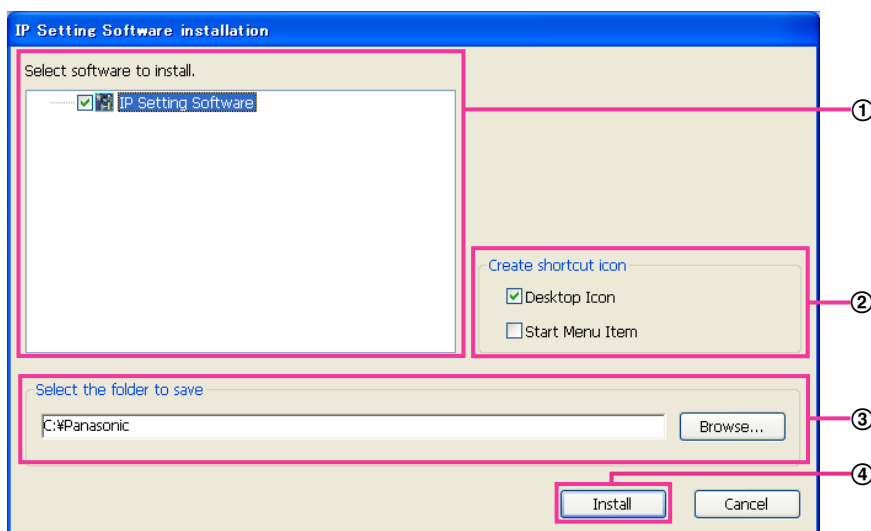 IP Setting Software installation
Select software to install.
IP Setting Software
①
Create shortcut icon
Desktop Icon
Start Menu Item
②
Select the folder to save
C:¥Panasonic
Browse...
③
④
Install
Cancel